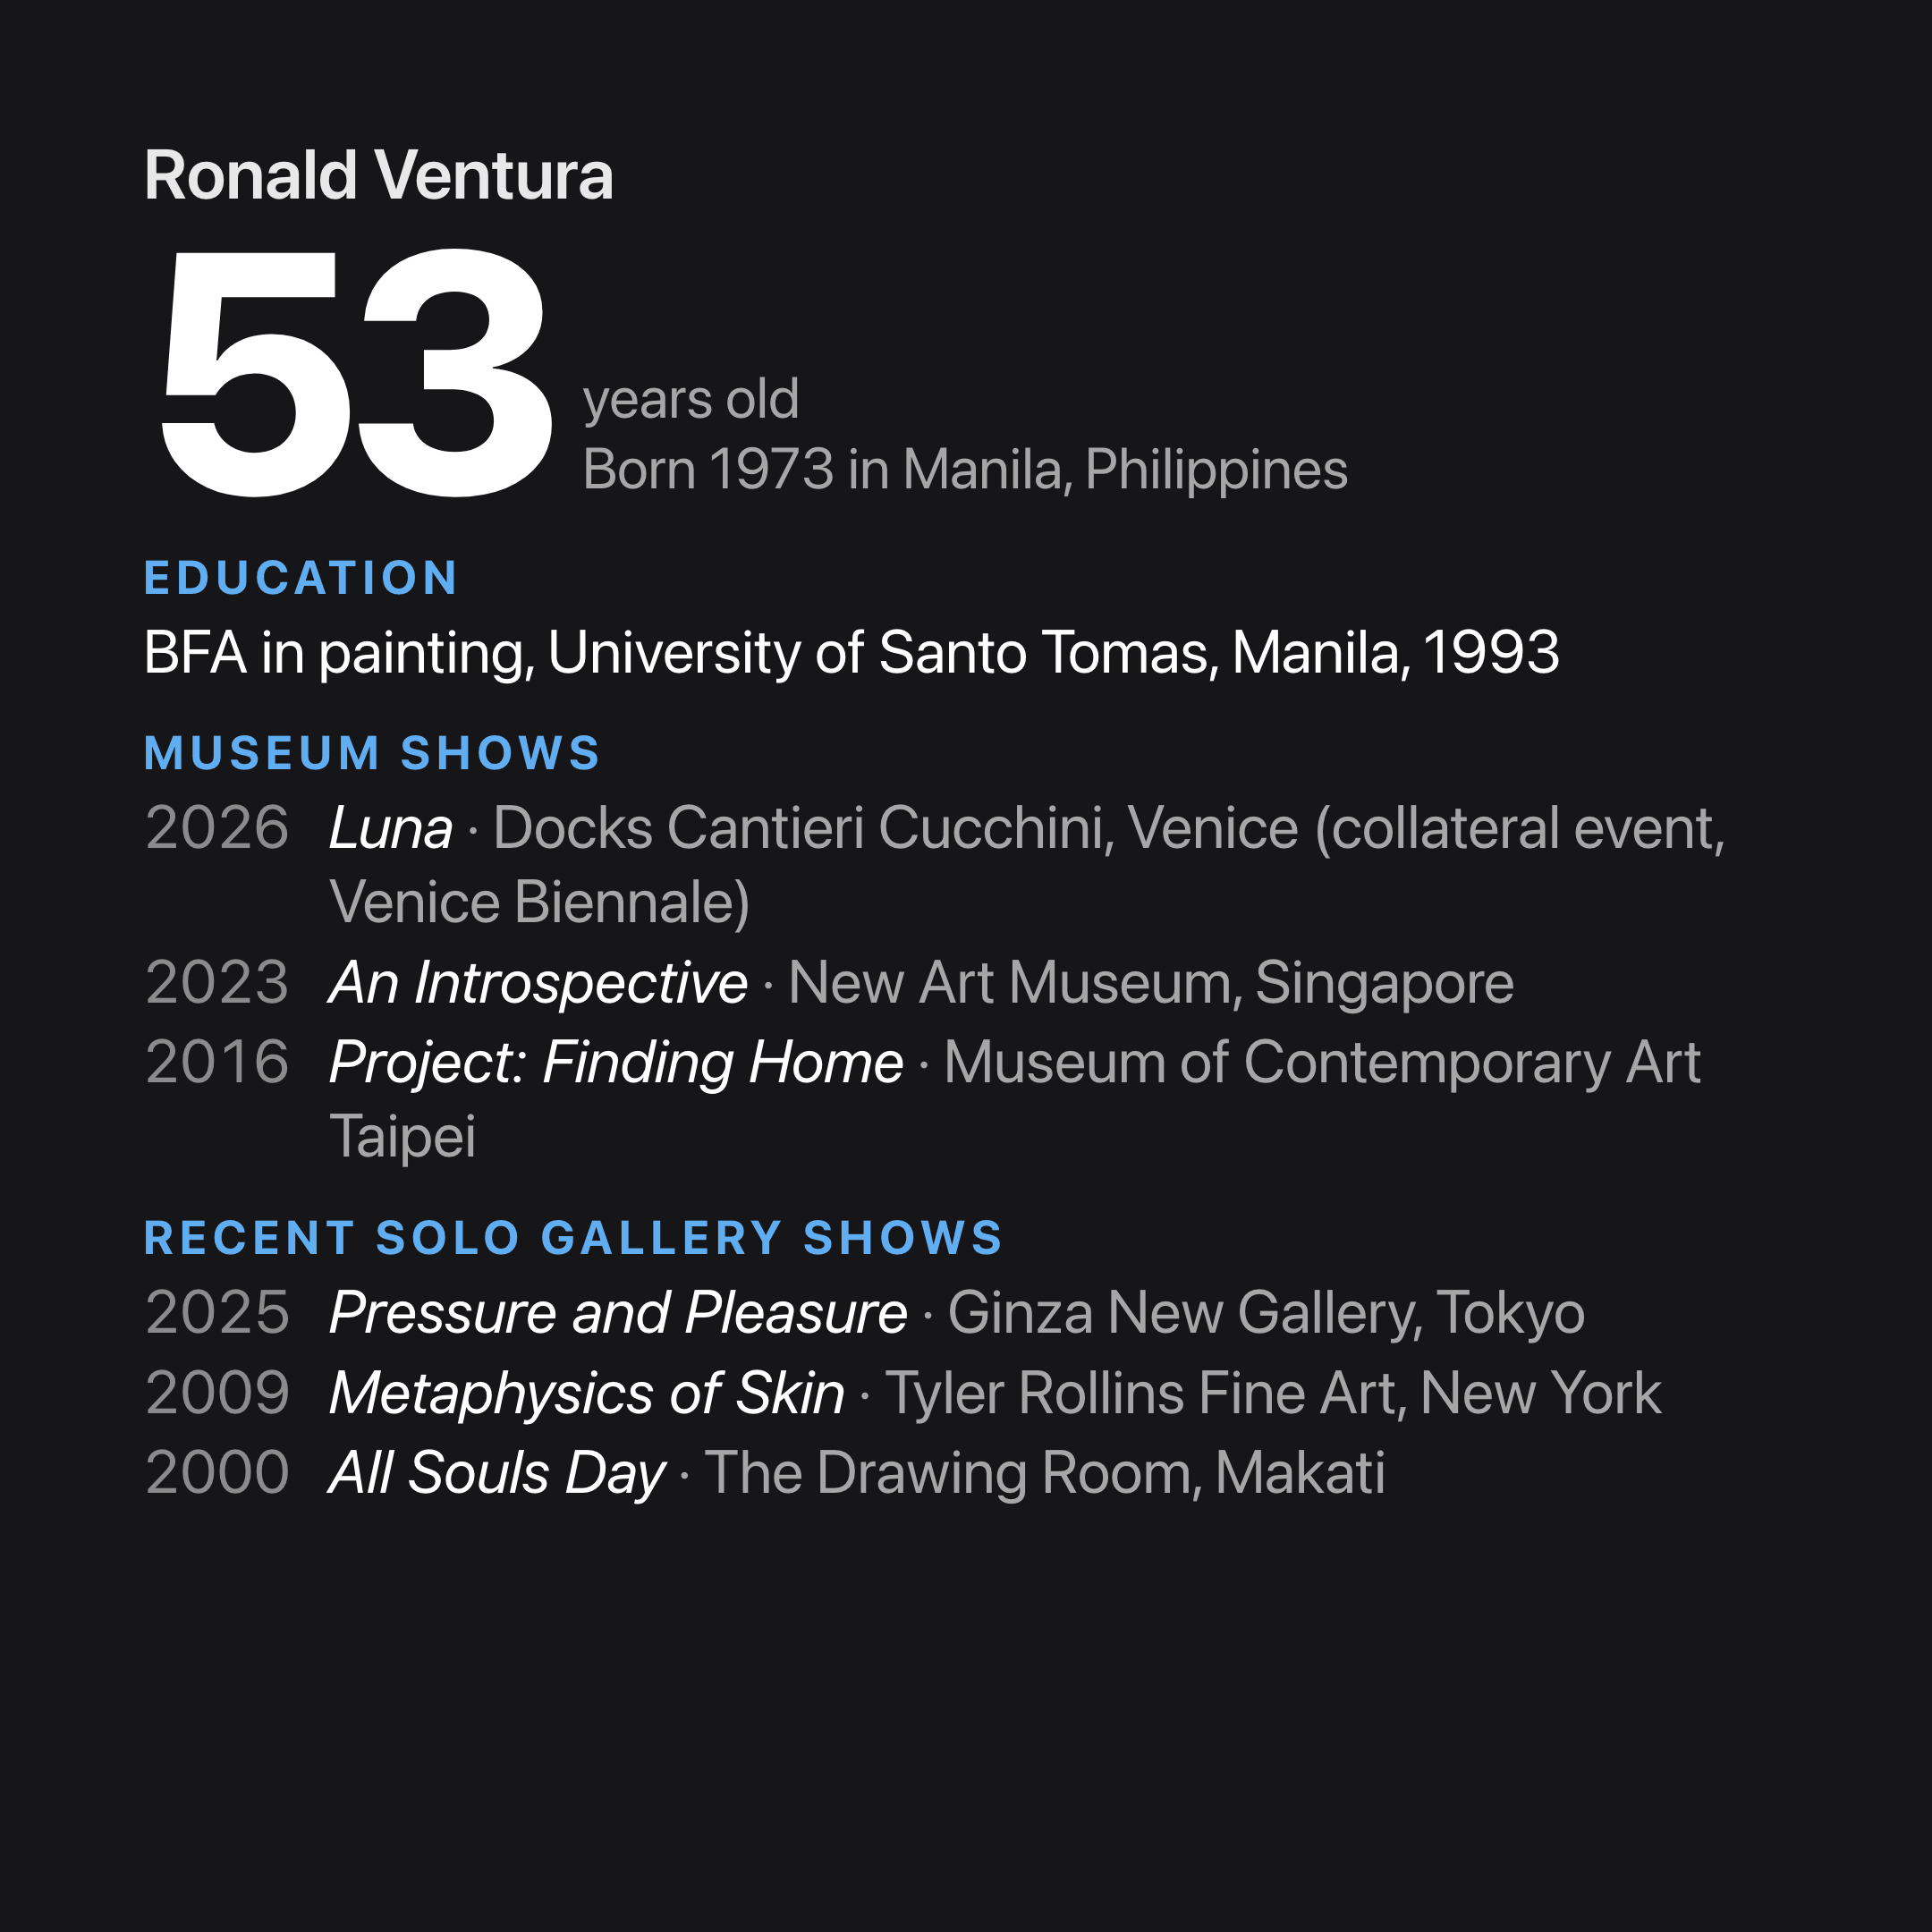 Ronald Ventura
53
years old
Born 1973 in Manila, Philippines
EDUCATION
BFA in painting, University of Santo Tomas, Manila, 1993
MUSEUM SHOWS
2026 Luna · Docks Cantieri Cucchini, Venice (collateral event,
Venice Biennale)
2023 An Introspective · New Art Museum, Singapore
2016 Project: Finding Home · Museum of Contemporary Art
Taipei
RECENT SOLO GALLERY SHOWS
2025 Pressure and Pleasure · Ginza New Gallery, Tokyo
2009 Metaphysics of Skin · Tyler Rollins Fine Art, New York
2000 All Souls Day · The Drawing Room, Makati